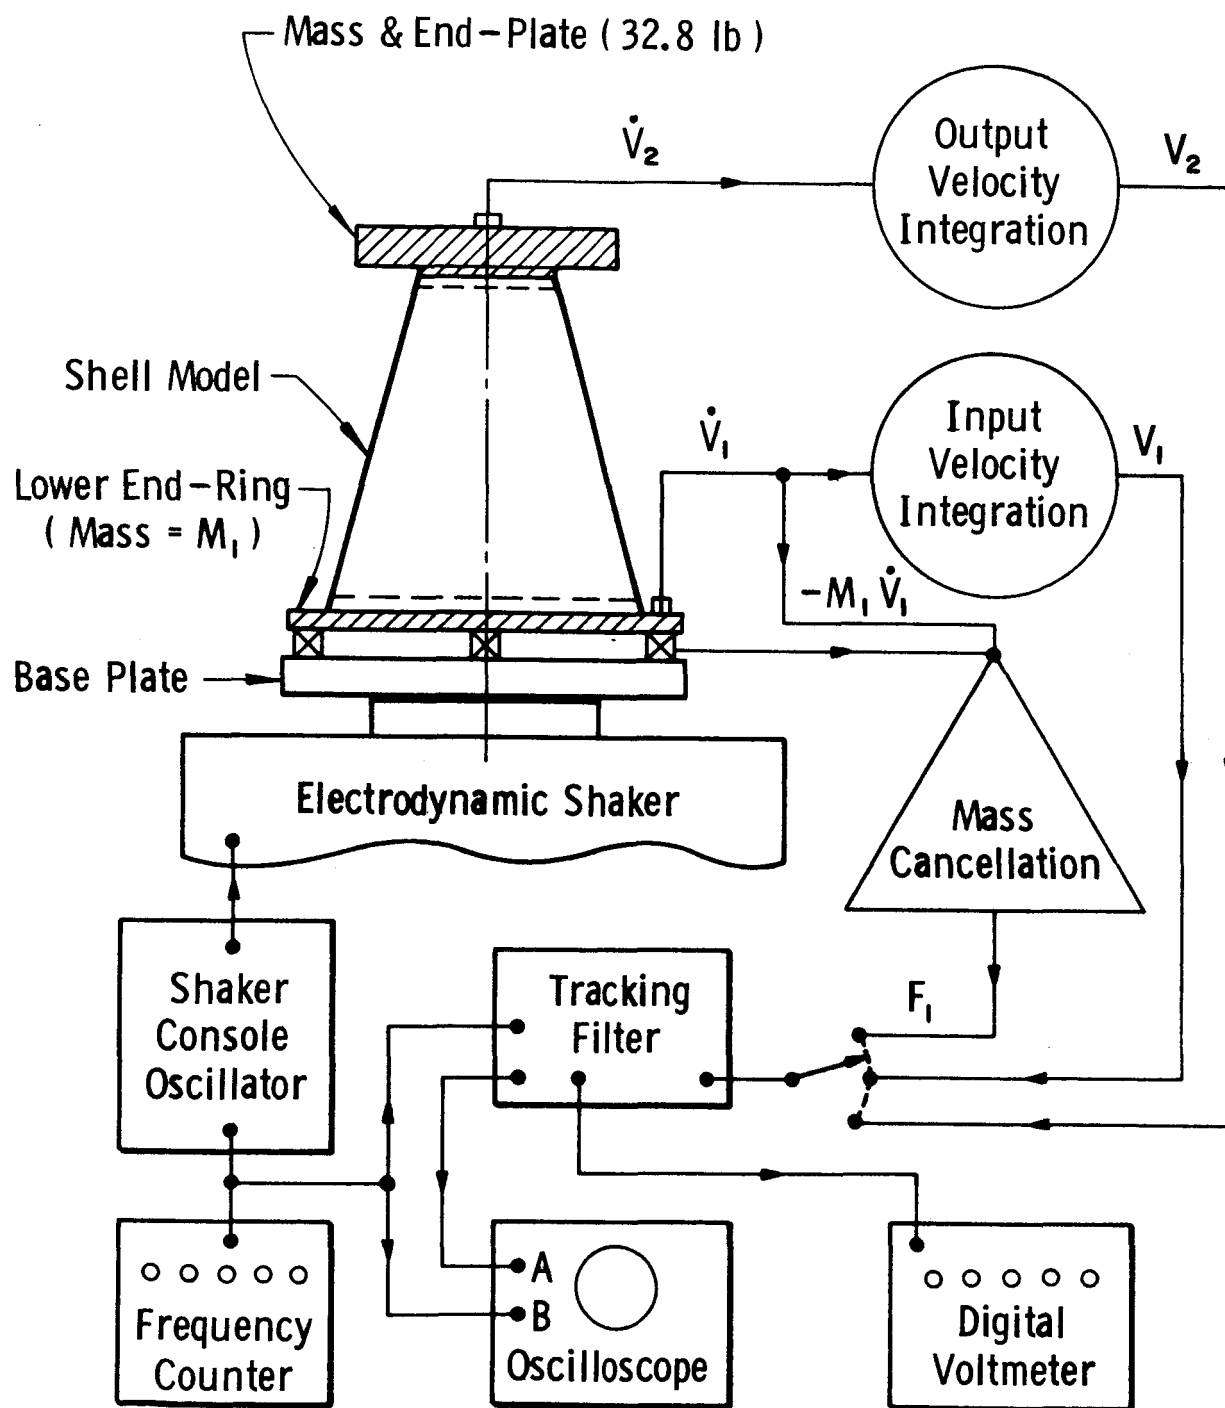 Mass & End-Plate (32.8 lb)
V̇₂
Output
Velocity
Integration
V₂
Shell Model
Lower End-Ring
(Mass = M₁)
V̇₁
Input
Velocity
Integration
V₁
-M₁ V̇₁
Base Plate
Electrodynamic Shaker
Mass
Cancellation
F₁
Shaker
Console
Oscillator
Tracking
Filter
Frequency
Counter
A
B
Oscilloscope
Digital
Voltmeter